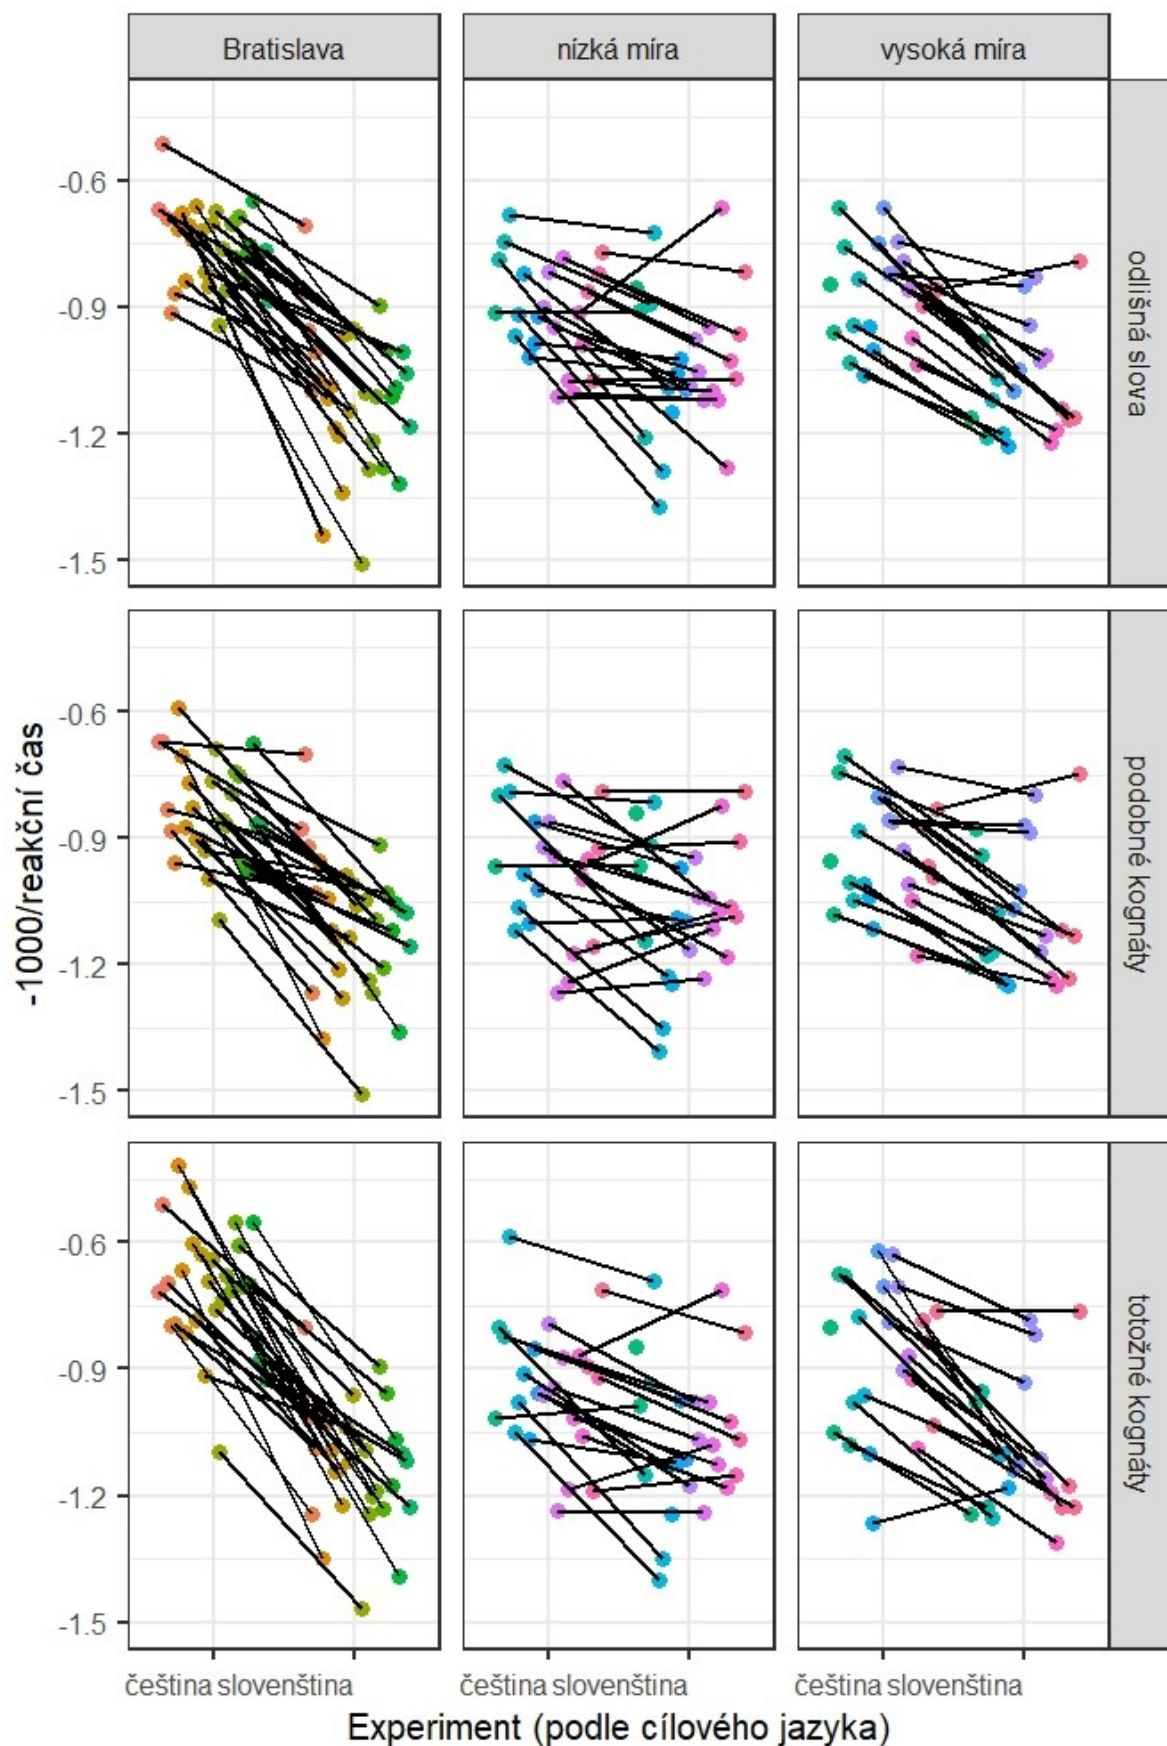 Bratislava
nízká míra
vysoká míra
-0.6
-0.9
-1.2
-1.5
odlišná slova
-1000/reakční čas
-0.6
-0.9
-1.2
-1.5
podobné kognáty
-0.6
-0.9
-1.2
-1.5
totožné kognáty
čeština slovenština
čeština slovenština
čeština slovenština
Experiment (podle cílového jazyka)